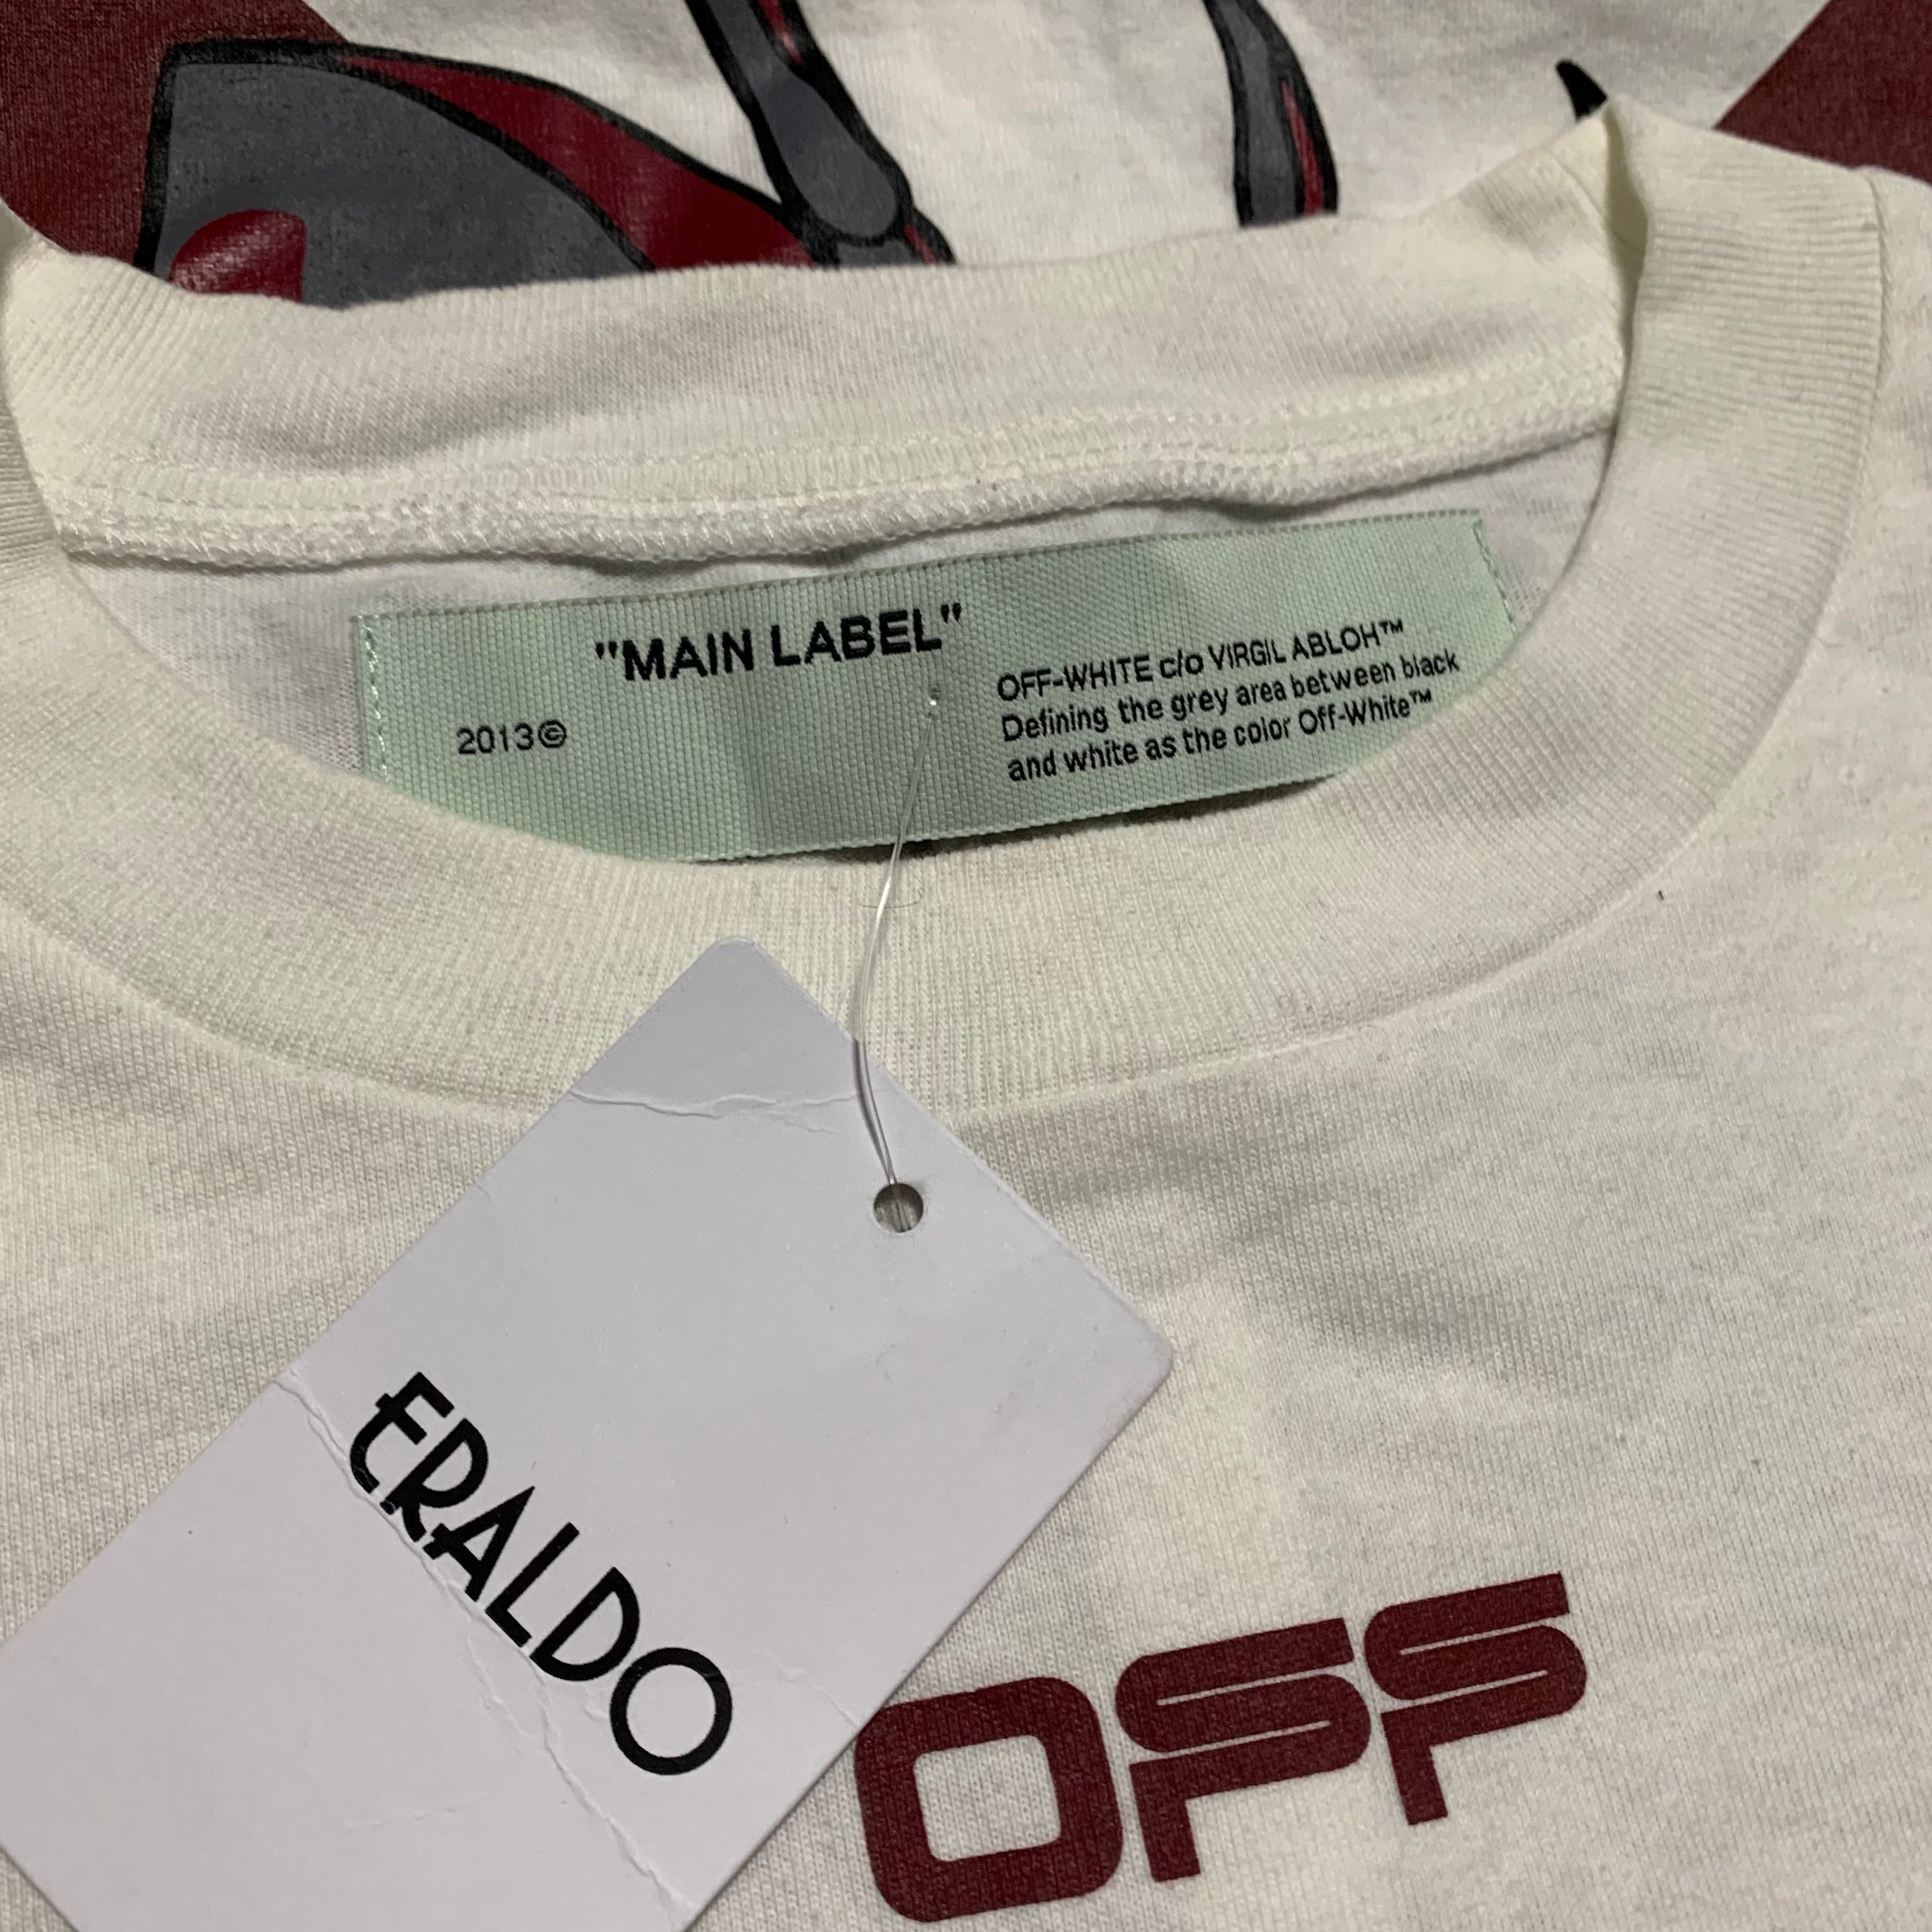 "MAIN LABEL"
2013©
OFF-WHITE c/o VIRGIL ABLOH™
Defining the grey area between black
and white as the color Off-White™
ERALDO
OFF